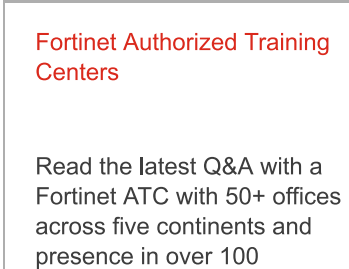 Fortinet Authorized Training
Centers
Read the latest Q&A with a
Fortinet ATC with 50+ offices
across five continents and
presence in over 100